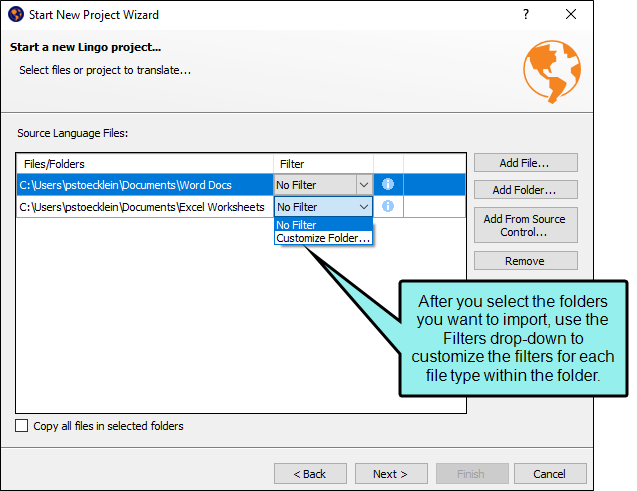 Start New Project Wizard
?
Start a new Lingo project...
Select files or project to translate...
Source Language Files:
Files/Folders Filter
C:\Users\pstoecklein\Documents\Word Docs No Filter
C:\Users\pstoecklein\Documents\Excel Worksheets No Filter
No Filter
Customize Folder...
Add File...
Add Folder...
Add From Source
Control...
Remove
After you select the folders
you want to import, use the
Filters drop-down to
customize the filters for each
file type within the folder.
Copy all files in selected folders
< Back Next > Finish Cancel